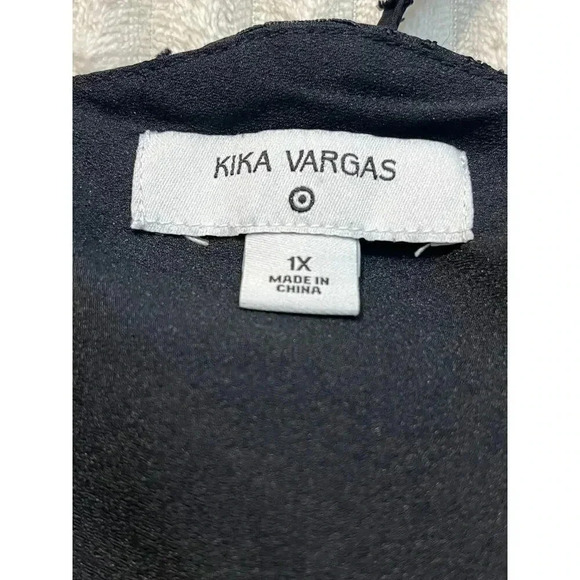 KIKA VARGAS
1X
MADE IN
CHINA